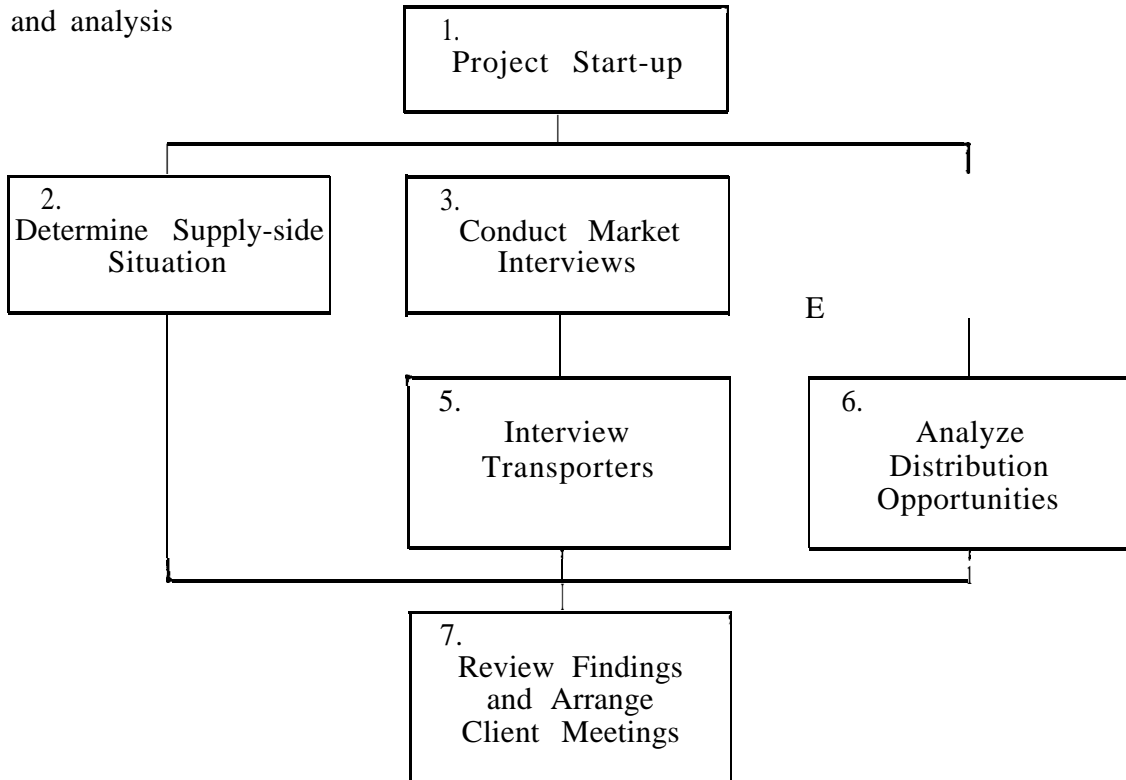 and analysis
1.
Project Start-up
2.
Determine Supply-side
Situation
3.
Conduct Market
Interviews
E
5.
Interview
Transporters
6.
Analyze
Distribution
Opportunities
7.
Review Findings
and Arrange
Client Meetings